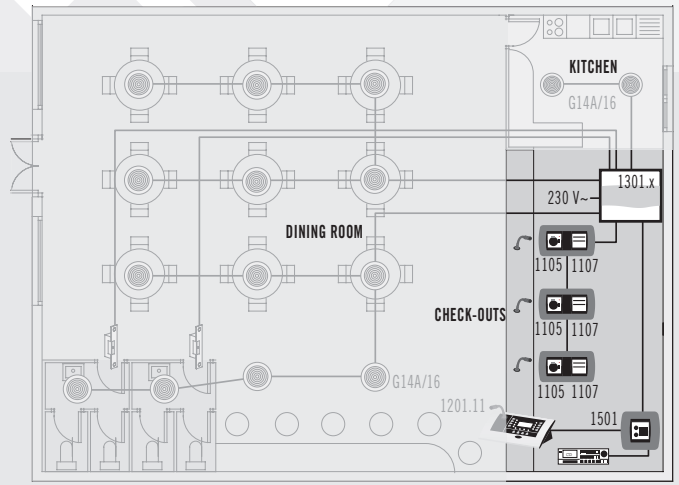 KITCHEN
G14A/16
1301.x
230 V~
DINING ROOM
1105 1107
CHECK-OUTS
1105 1107
1105 1107
G14A/16
1201.11
1501